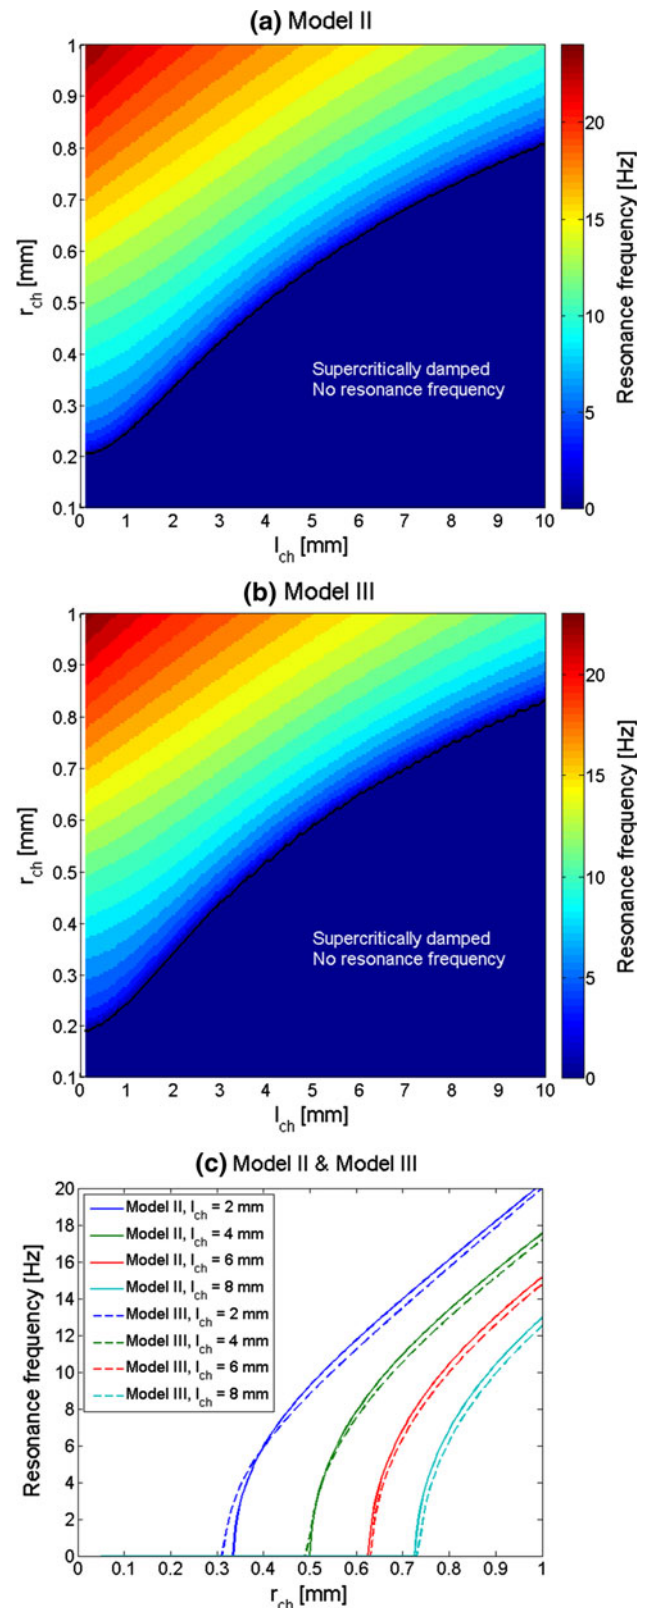 (a) Model II
1
0.9
0.8
0.7
0.6
0.5
0.4
0.3
0.2
0.1
r_ch [mm]
Supercritically damped
No resonance frequency
0 1 2 3 4 5 6 7 8 9 10
l_ch [mm]
20
15
10
5
0
Resonance frequency [Hz]
(b) Model III
1
0.9
0.8
0.7
0.6
0.5
0.4
0.3
0.2
0.1
r_ch [mm]
Supercritically damped
No resonance frequency
0 1 2 3 4 5 6 7 8 9 10
l_ch [mm]
20
15
10
5
0
Resonance frequency [Hz]
(c) Model II & Model III
20
18
16
14
12
10
8
6
4
2
0
Resonance frequency [Hz]
Model II, l_ch = 2 mm
Model II, l_ch = 4 mm
Model II, l_ch = 6 mm
Model II, l_ch = 8 mm
Model III, l_ch = 2 mm
Model III, l_ch = 4 mm
Model III, l_ch = 6 mm
Model III, l_ch = 8 mm
0 0.1 0.2 0.3 0.4 0.5 0.6 0.7 0.8 0.9 1
r_ch [mm]